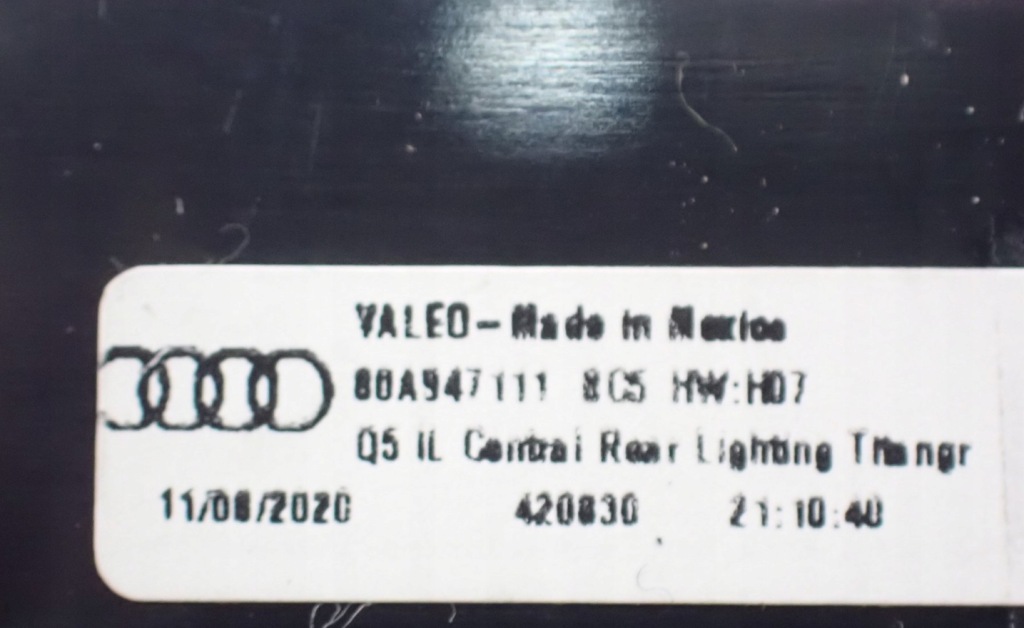 VALEO - Made in Mexico
80A947111 8C5 HW:H07
Q5 IL Central Rear Lighting
11/06/2020 420830 21:10:40